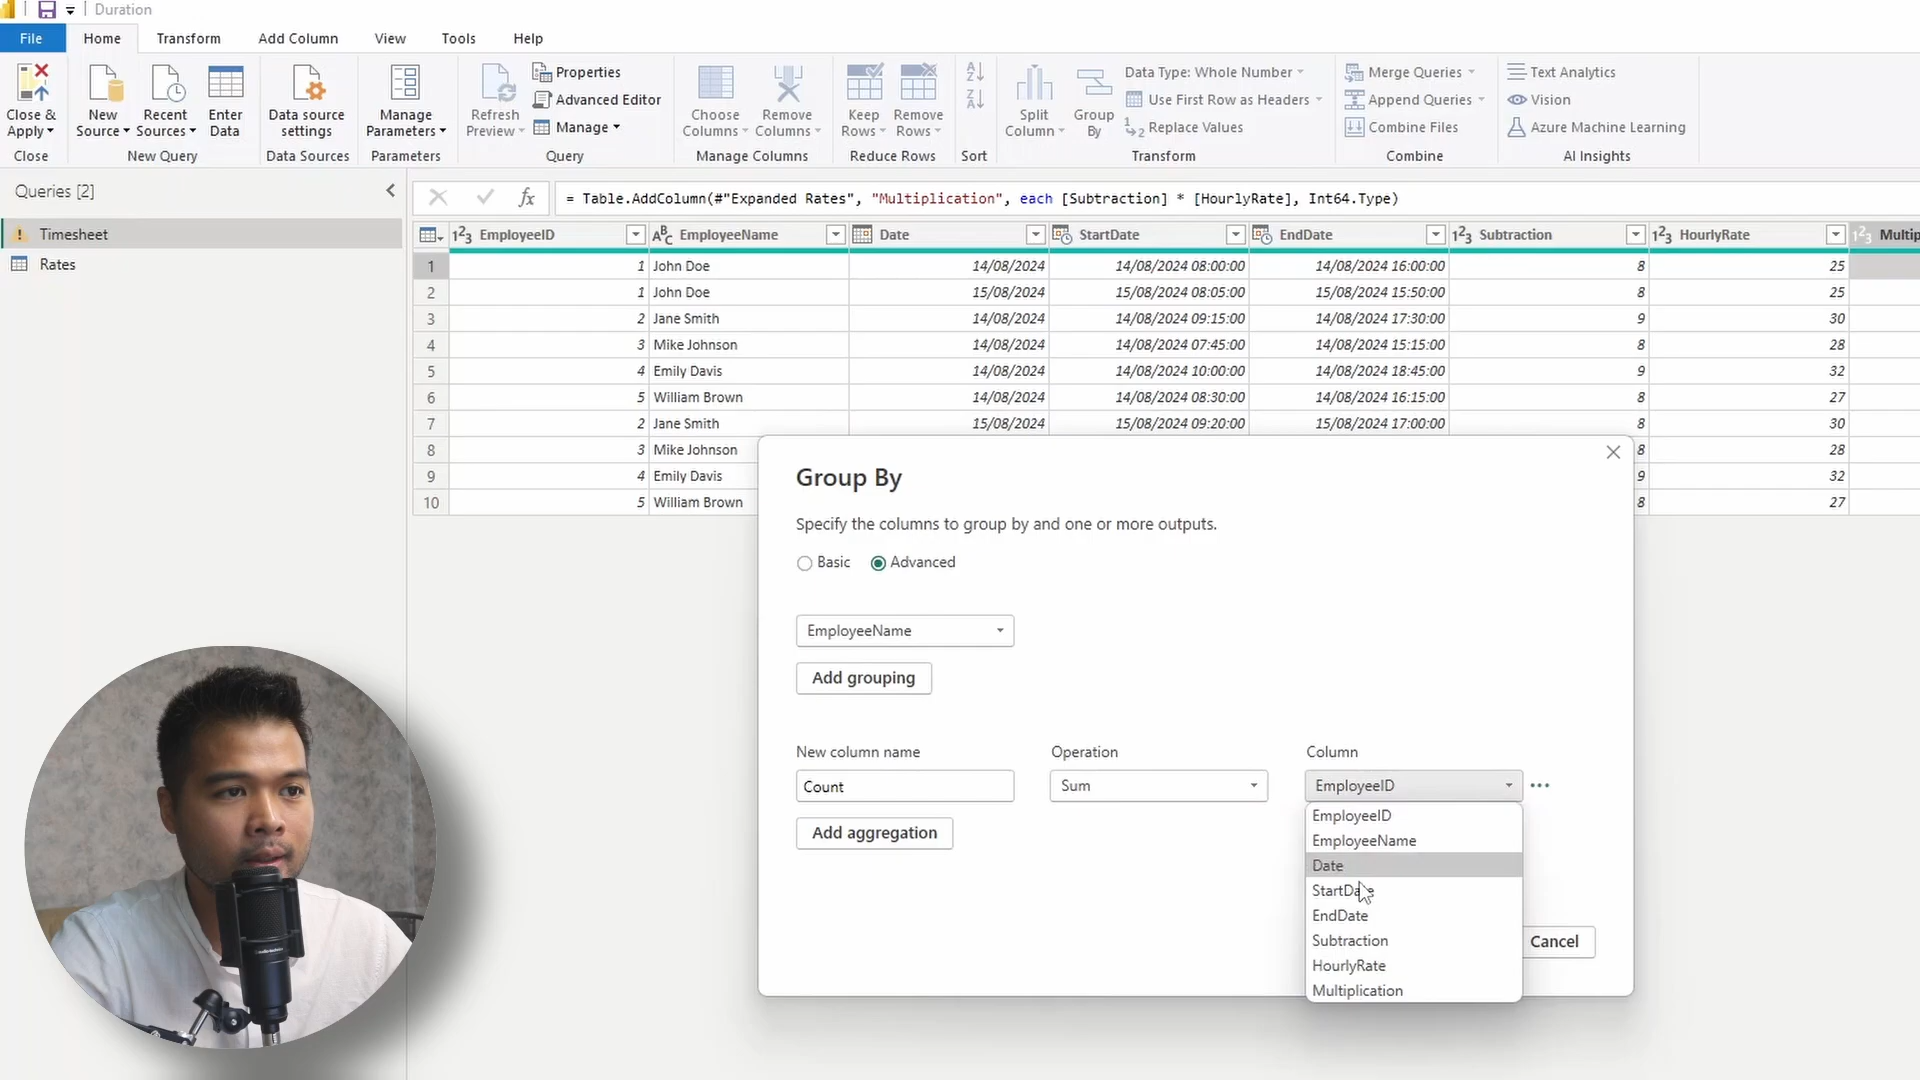 Duration
File Home Transform Add Column View Tools Help
Close & Apply
New Source
Recent Sources
Enter Data
Data source settings
Manage Parameters
Refresh Preview
Properties
Advanced Editor
Manage
Choose Columns
Remove Columns
Keep Rows
Remove Rows
Split Column
Group By
Data Type: Whole Number
Use First Row as Headers
Replace Values
Merge Queries
Append Queries
Combine Files
Text Analytics
Vision
Azure Machine Learning
Close New Query Data Sources Parameters Query Manage Columns Reduce Rows Sort Transform Combine AI Insights
Queries [2]
Timesheet
Rates
fx = Table.AddColumn(#"Expanded Rates", "Multiplication", each [Subtraction] * [HourlyRate], Int64.Type)
123 EmployeeID ABC EmployeeName Date StartDate EndDate 123 Subtraction 123 HourlyRate 123 Multip
1 1 John Doe 14/08/2024 14/08/2024 08:00:00 14/08/2024 16:00:00 8 25
2 1 John Doe 15/08/2024 15/08/2024 08:05:00 15/08/2024 15:50:00 8 25
3 2 Jane Smith 14/08/2024 14/08/2024 09:15:00 14/08/2024 17:30:00 9 30
4 3 Mike Johnson 14/08/2024 14/08/2024 07:45:00 14/08/2024 15:15:00 8 28
5 4 Emily Davis 14/08/2024 14/08/2024 10:00:00 14/08/2024 18:45:00 9 32
6 5 William Brown 14/08/2024 14/08/2024 08:30:00 14/08/2024 16:15:00 8 27
7 2 Jane Smith 15/08/2024 15/08/2024 09:20:00 15/08/2024 17:00:00 8 30
8 3 Mike Johnson 8 28
9 4 Emily Davis 9 32
10 5 William Brown 8 27
Group By
Specify the columns to group by and one or more outputs.
Basic Advanced
EmployeeName
Add grouping
New column name Operation Column
Count Sum EmployeeID
Add aggregation
EmployeeID
EmployeeName
Date
StartDate
EndDate
Subtraction
HourlyRate
Multiplication
Cancel